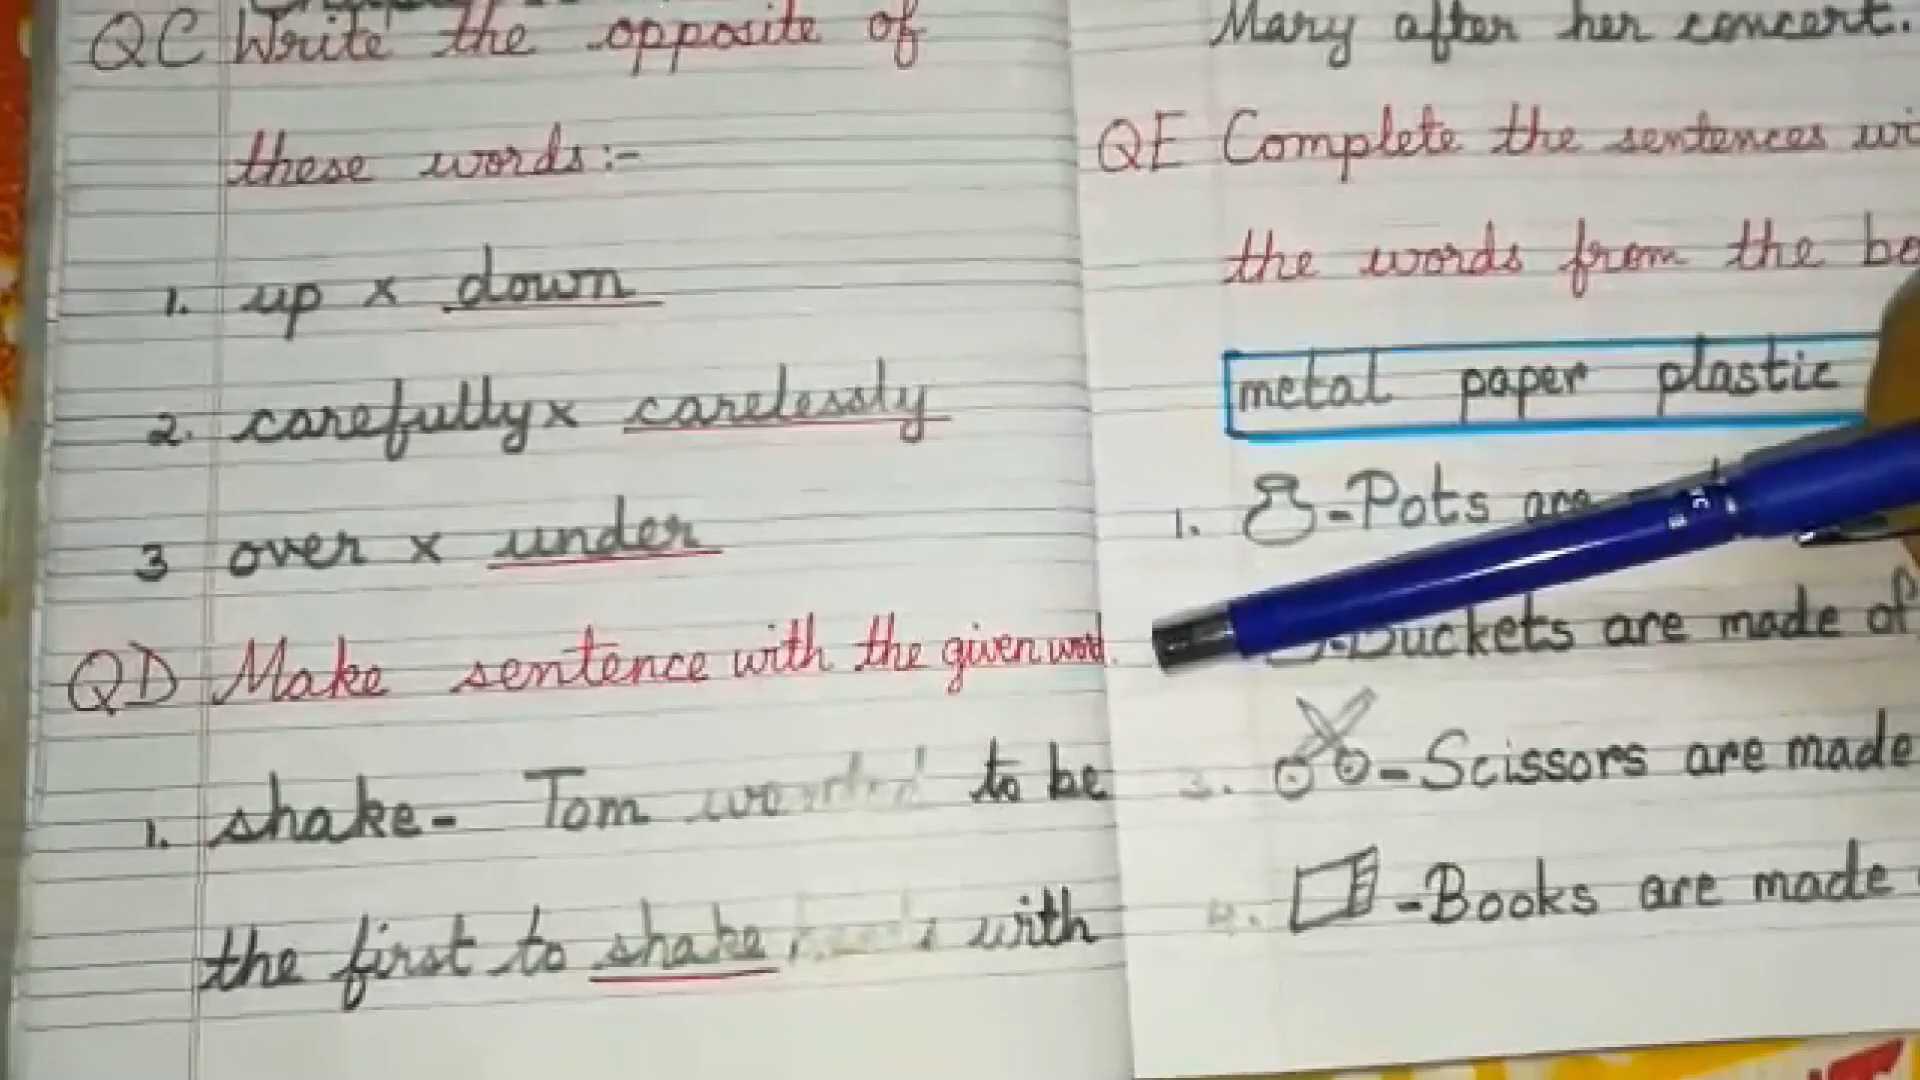 QC Write the opposite of
these words:-
1. up x down
2. carefully x carelessly
3 over x under
QD Make sentence with the given word.
1. shake- Tom wanted to be
the first to shake hands with
Mary after her concert.
QE Complete the sentences
the words from the
metal paper plastic
1. -Pots are
-Buckets are made of
3. -Scissors are made
4. -Books are made